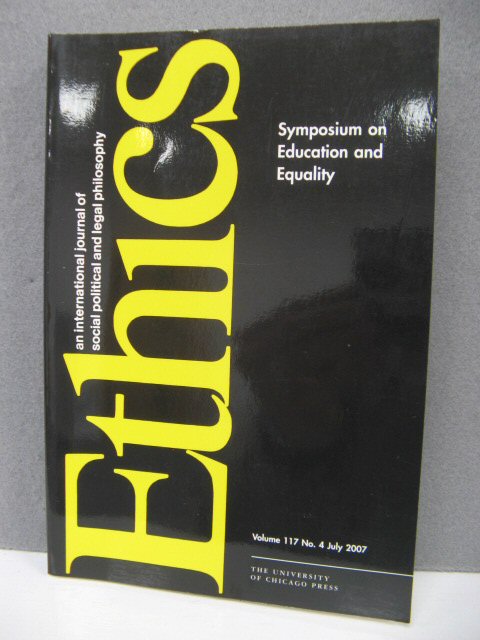 Ethics
an international journal of
social political and legal philosophy
Symposium on
Education and
Equality
Volume 117 No. 4 July 2007
THE UNIVERSITY
OF CHICAGO PRESS